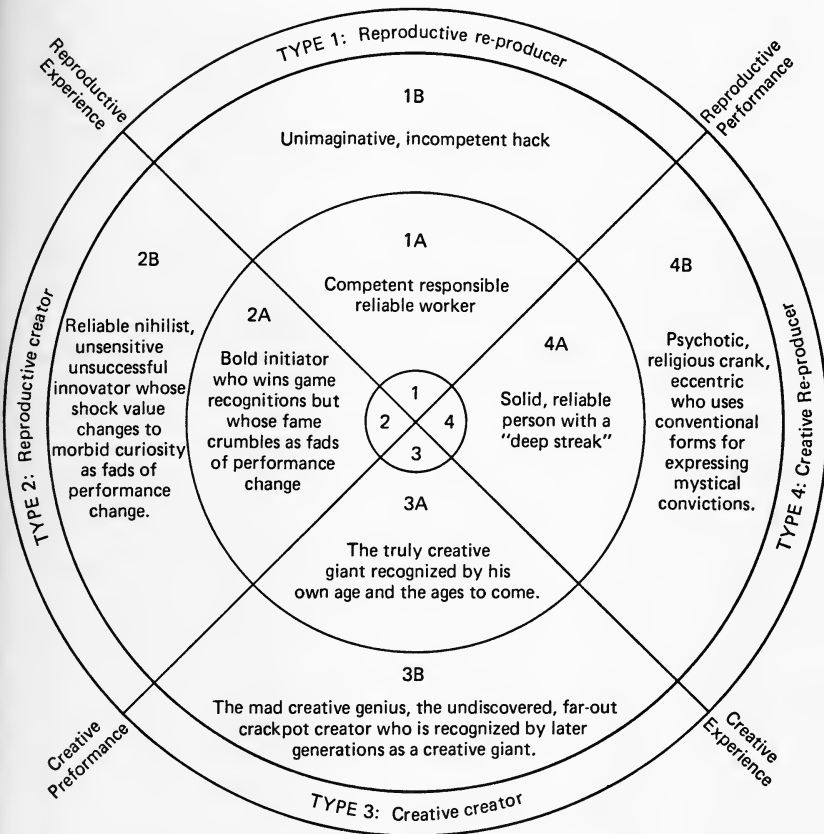 TYPE 1: Reproductive re-producer
Reproductive
Experience
Reproductive
Performance
1B
Unimaginative, incompetent hack
1A
Competent responsible
reliable worker
2B
Reliable nihilist,
unsensitive
unsuccessful
innovator whose
shock value
changes to
morbid curiosity
as fads of
performance
change.
2A
Bold initiator
who wins game
recognitions but
whose fame
crumbles as fads
of performance
change
1
2
4
3
4A
Solid, reliable
person with a
"deep streak"
4B
Psychotic,
religious crank,
eccentric
who uses
conventional
forms for
expressing
mystical
convictions.
TYPE 2: Reproductive creator
TYPE 4: Creative Re-producer
3A
The truly creative
giant recognized by his
own age and the ages to come.
3B
The mad creative genius, the undiscovered, far-out
crackpot creator who is recognized by later
generations as a creative giant.
Creative
Preformance
Creative
Experience
TYPE 3: Creative creator